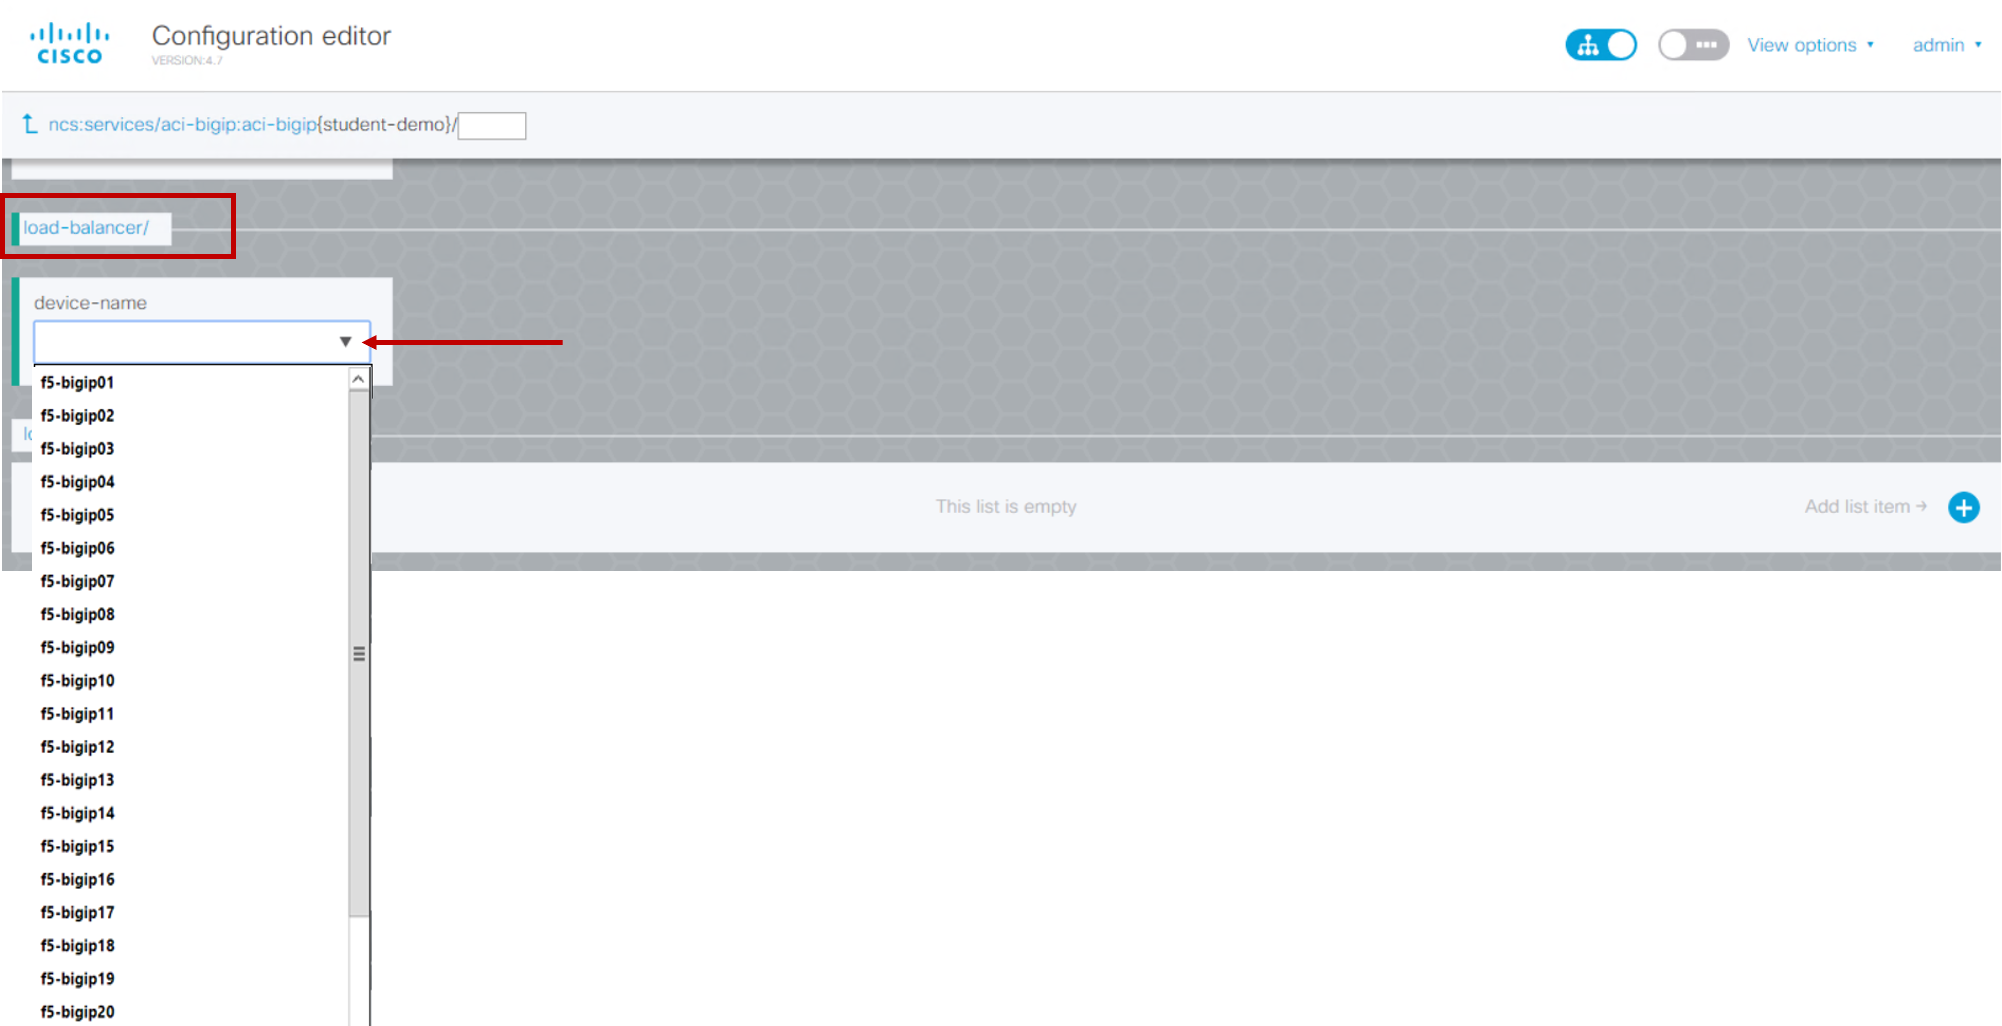 CISCO
Configuration editor
VERSION:4.7
View options
admin
ncs:services/aci-bigip:aci-bigip{student-demo}/
load-balancer/
device-name
f5-bigip01
f5-bigip02
f5-bigip03
f5-bigip04
f5-bigip05
f5-bigip06
f5-bigip07
f5-bigip08
f5-bigip09
f5-bigip10
f5-bigip11
f5-bigip12
f5-bigip13
f5-bigip14
f5-bigip15
f5-bigip16
f5-bigip17
f5-bigip18
f5-bigip19
f5-bigip20
This list is empty
Add list item →